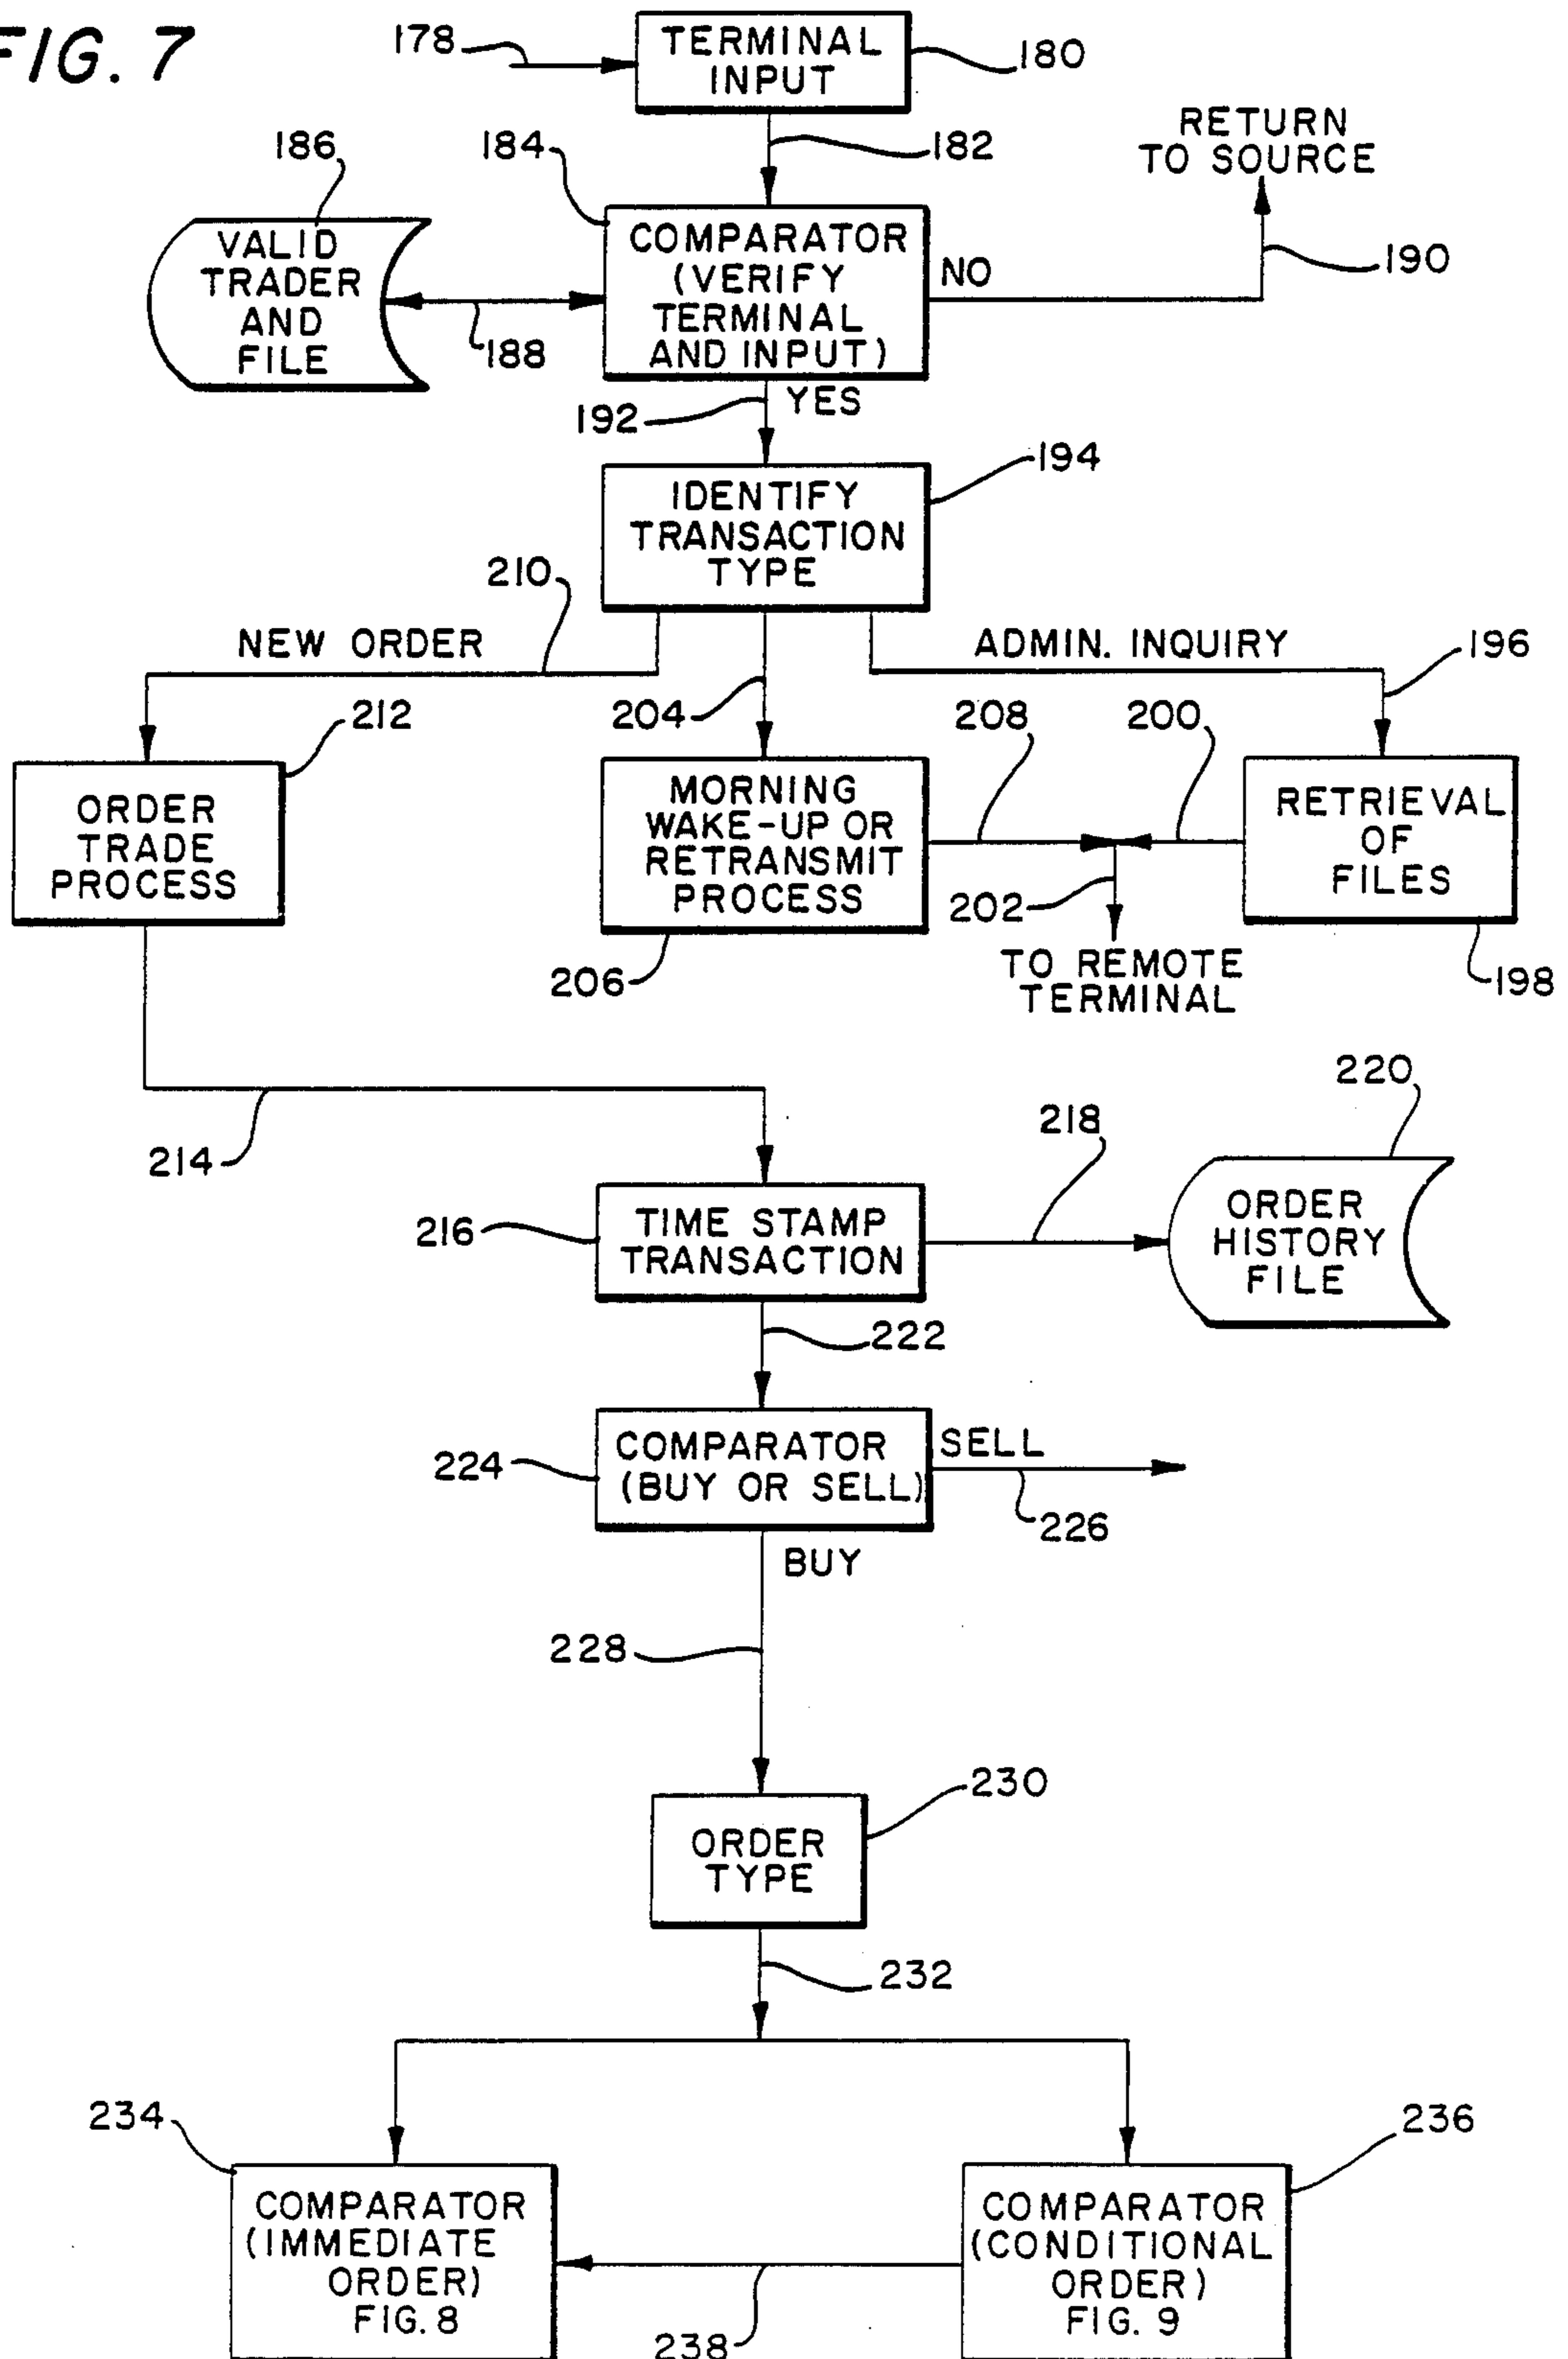 FIG. 7
178
TERMINAL
INPUT
180
182
RETURN
TO SOURCE
186
184
VALID
TRADER
AND
FILE
188
COMPARATOR
(VERIFY
TERMINAL
AND INPUT)
NO
190
192
YES
194
IDENTIFY
TRANSACTION
TYPE
210
NEW ORDER
ADMIN. INQUIRY
196
212
204
208
200
ORDER
TRADE
PROCESS
MORNING
WAKE-UP OR
RETRANSMIT
PROCESS
RETRIEVAL
OF
FILES
202
206
TO REMOTE
TERMINAL
198
214
218
220
216
TIME STAMP
TRANSACTION
ORDER
HISTORY
FILE
222
224
COMPARATOR
(BUY OR SELL)
SELL
226
BUY
228
230
ORDER
TYPE
232
234
236
COMPARATOR
(IMMEDIATE
ORDER)
FIG. 8
COMPARATOR
(CONDITIONAL
ORDER)
FIG. 9
238